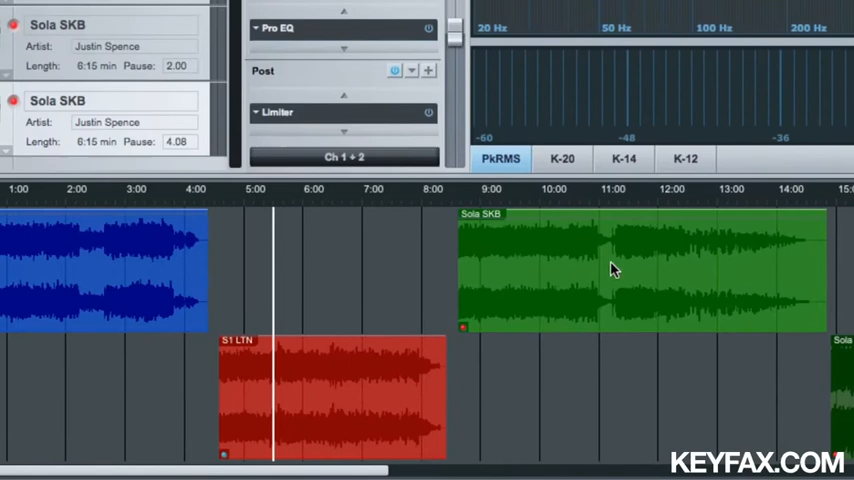 Sola SKB
Artist: Justin Spence
Length: 6:15 min Pause: 2.00
Sola SKB
Artist: Justin Spence
Length: 6:15 min Pause: 4.08
Pro EQ
Post
Limiter
Ch 1 + 2
20 Hz 50 Hz 100 Hz 200 Hz
-60 -48 -36
PkRMS K-20 K-14 K-12
1:00 2:00 3:00 4:00 5:00 6:00 7:00 8:00 9:00 10:00 11:00 12:00 13:00 14:00 15:0
Sola SKB
S1 LTN
Sola
KEYFAX.COM